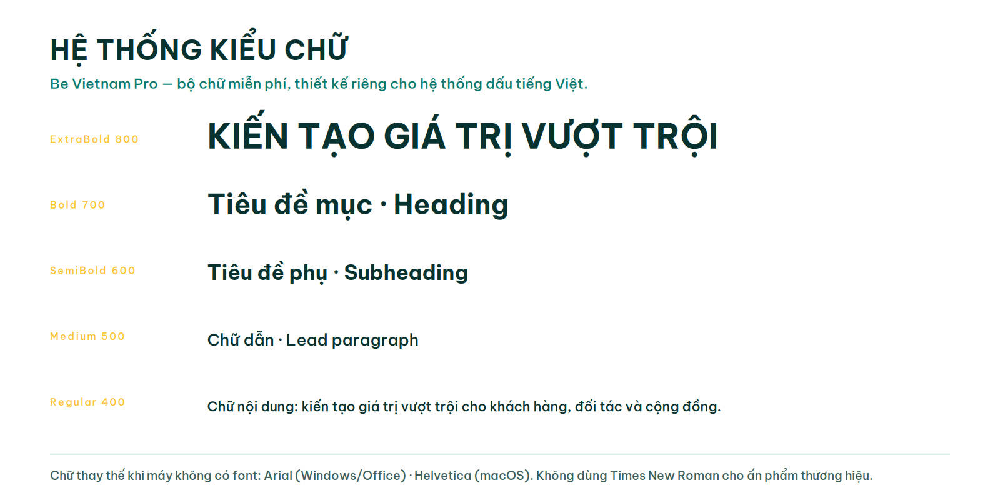 HỆ THỐNG KIỂU CHỮ
Be Vietnam Pro — bộ chữ miễn phí, thiết kế riêng cho hệ thống dấu tiếng Việt.
ExtraBold 800 KIẾN TẠO GIÁ TRỊ VƯỢT TRỘI
Bold 700 Tiêu đề mục · Heading
SemiBold 600 Tiêu đề phụ · Subheading
Medium 500 Chữ dẫn · Lead paragraph
Regular 400 Chữ nội dung: kiến tạo giá trị vượt trội cho khách hàng, đối tác và cộng đồng.
Chữ thay thế khi máy không có font: Arial (Windows/Office) · Helvetica (macOS). Không dùng Times New Roman cho ấn phẩm thương hiệu.